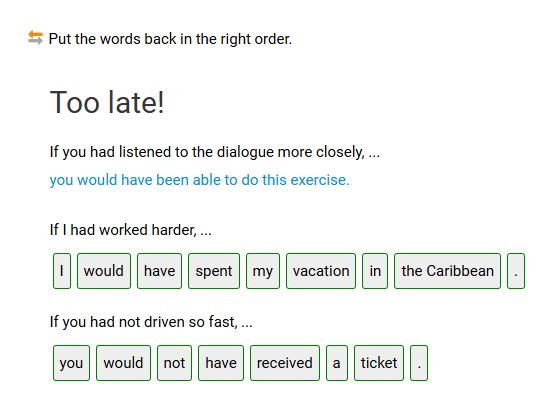 Put the words back in the right order.
Too late!
If you had listened to the dialogue more closely, ...
you would have been able to do this exercise.
If I had worked harder, ...
I would have spent my vacation in the Caribbean .
If you had not driven so fast, ...
you would not have received a ticket .